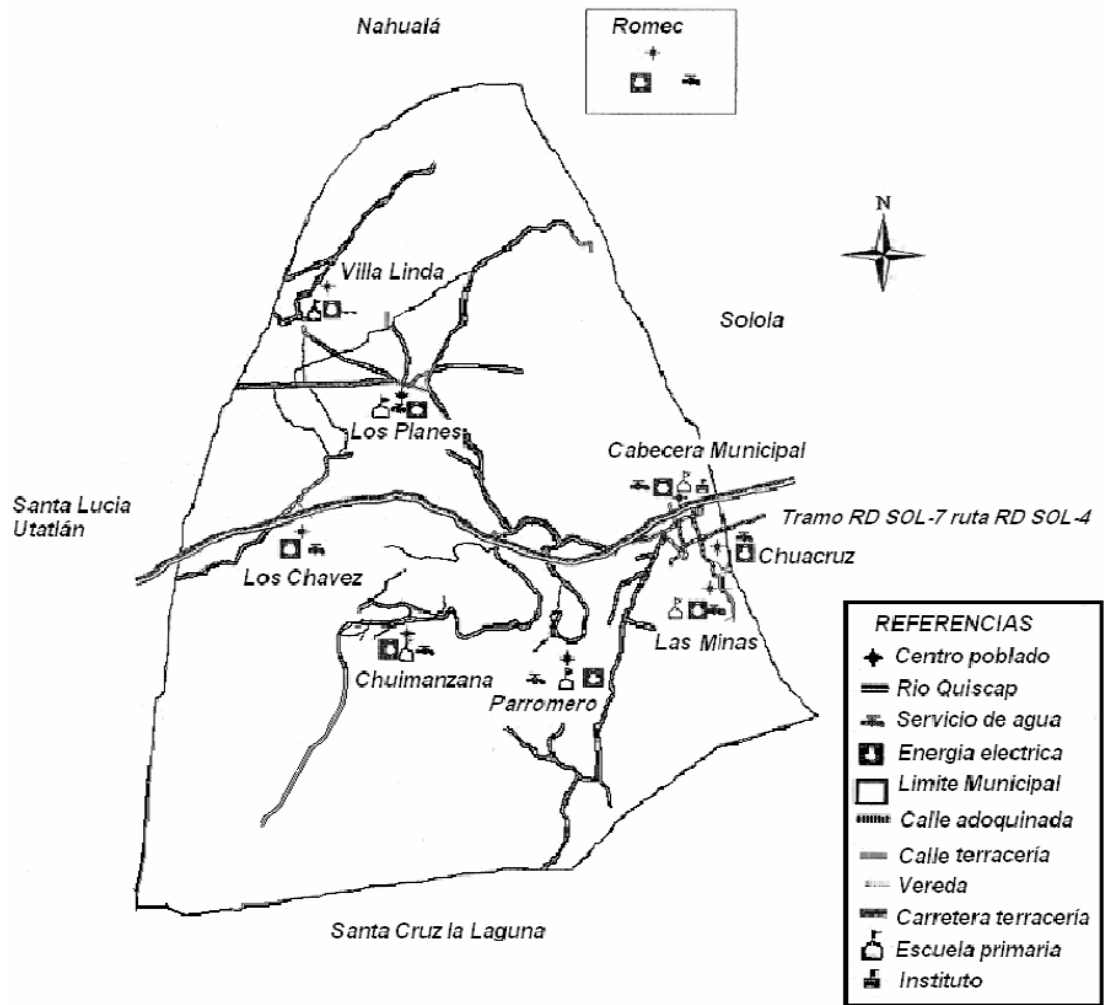 Nahualá
Romec
N
Villa Linda
Solola
Los Planes
Cabecera Municipal
Santa Lucia
Utatlán
Tramo RD SOL-7 ruta RD SOL-4
Chuacruz
Los Chavez
Las Minas
Chuimanzana
Parromero
REFERENCIAS
Centro poblado
Rio Quiscap
Servicio de agua
Energia electrica
Limite Municipal
Calle adoquinada
Calle terracería
Vereda
Carretera terracería
Escuela primaria
Instituto
Santa Cruz la Laguna